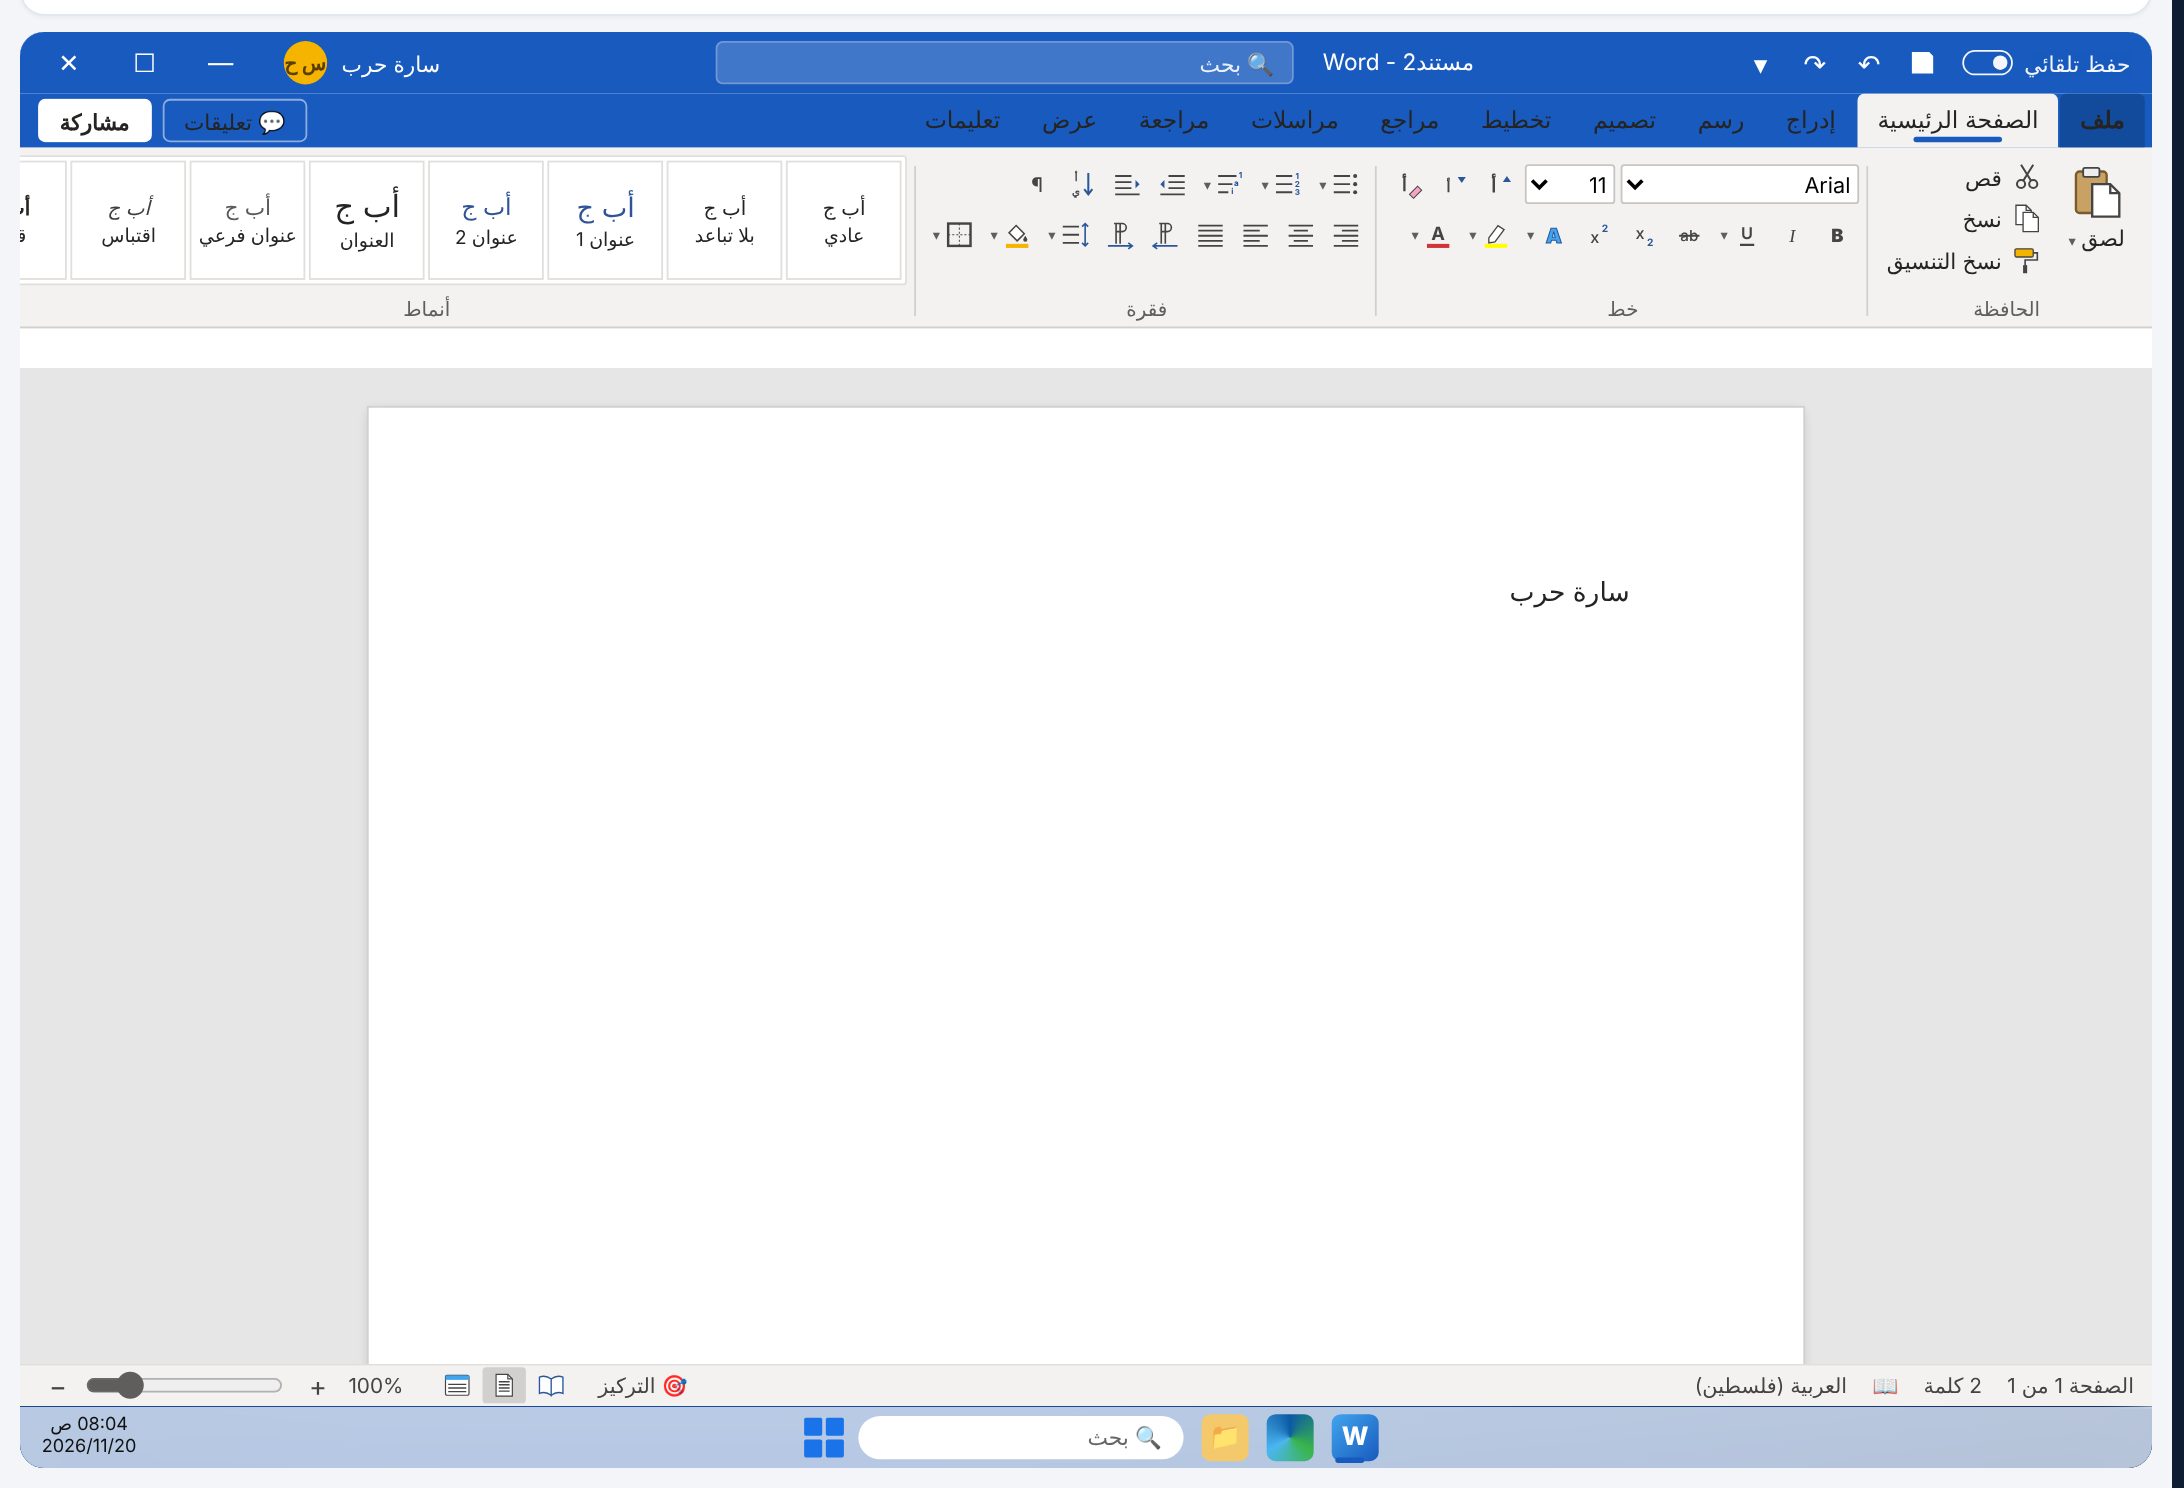 حفظ تلقائي
مستند2 - Word
🔍 بحث
سارة حرب
س ح
ملف
الصفحة الرئيسية
إدراج
رسم
تصميم
تخطيط
مراجع
مراسلات
مراجعة
عرض
تعليمات
💬 تعليقات
مشاركة
لصق
قص
نسخ
نسخ التنسيق
الحافظة
Arial
11
خط
فقرة
أب ج
عادي
أب ج
بلا تباعد
أب ج
عنوان 1
أب ج
عنوان 2
أب ج
العنوان
أب ج
عنوان فرعي
أب ج
اقتباس
أنماط
سارة حرب
الصفحة 1 من 1
2 كلمة
العربية (فلسطين)
🎯 التركيز
100%
W
🔍 بحث
08:04 ص
2026/11/20